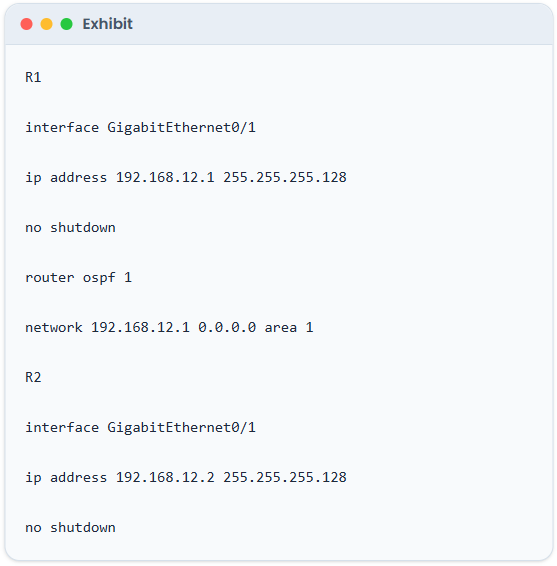 Exhibit
R1
interface GigabitEthernet0/1
ip address 192.168.12.1 255.255.255.128
no shutdown
router ospf 1
network 192.168.12.1 0.0.0.0 area 1
R2
interface GigabitEthernet0/1
ip address 192.168.12.2 255.255.255.128
no shutdown